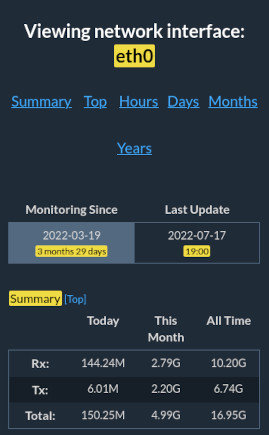 Viewing network interface:
eth0
Summary Top Hours Days Months
Years
Monitoring Since Last Update
2022-03-19 2022-07-17
3 months 29 days 19:00
Summary [Top]
Today This Month All Time
Rx: 144.24M 2.79G 10.20G
Tx: 6.01M 2.20G 6.74G
Total: 150.25M 4.99G 16.95G